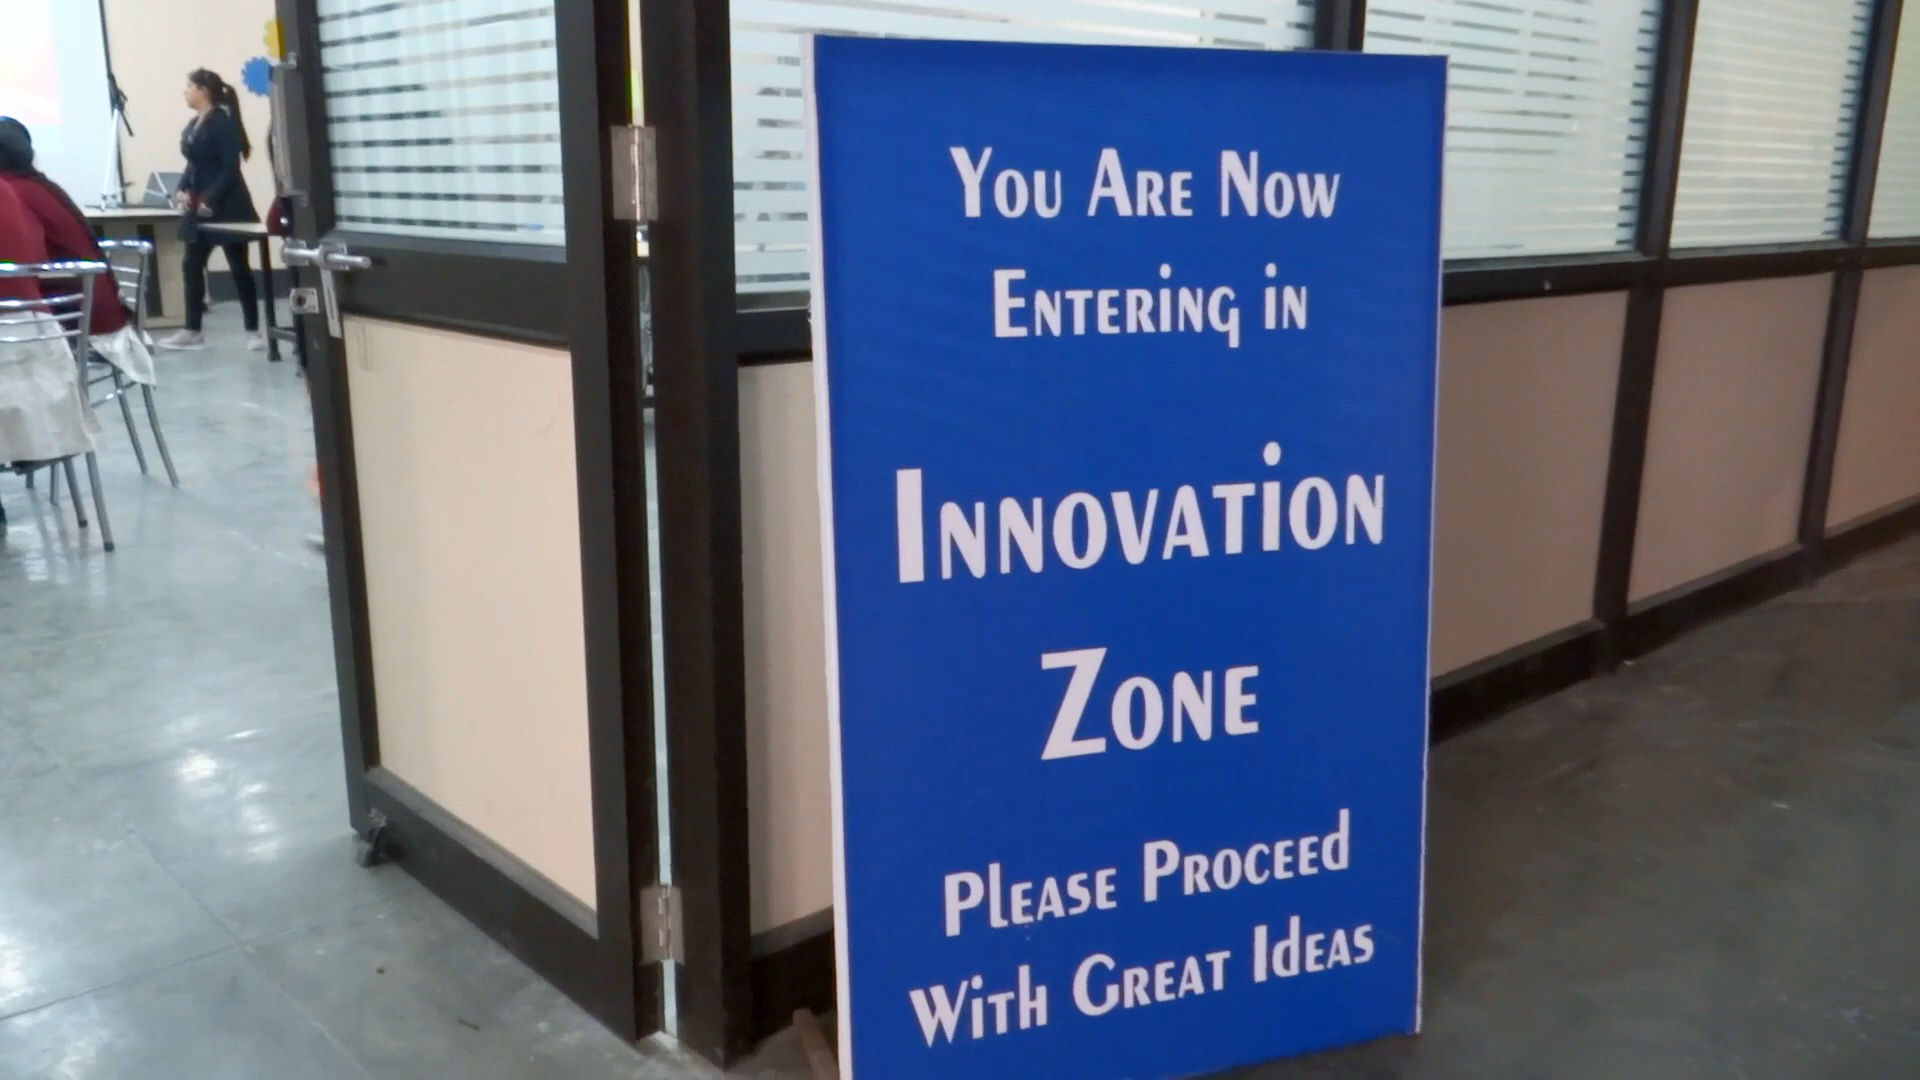 You Are Now
Entering in
Innovation
Zone
Please Proceed
With Great Ideas